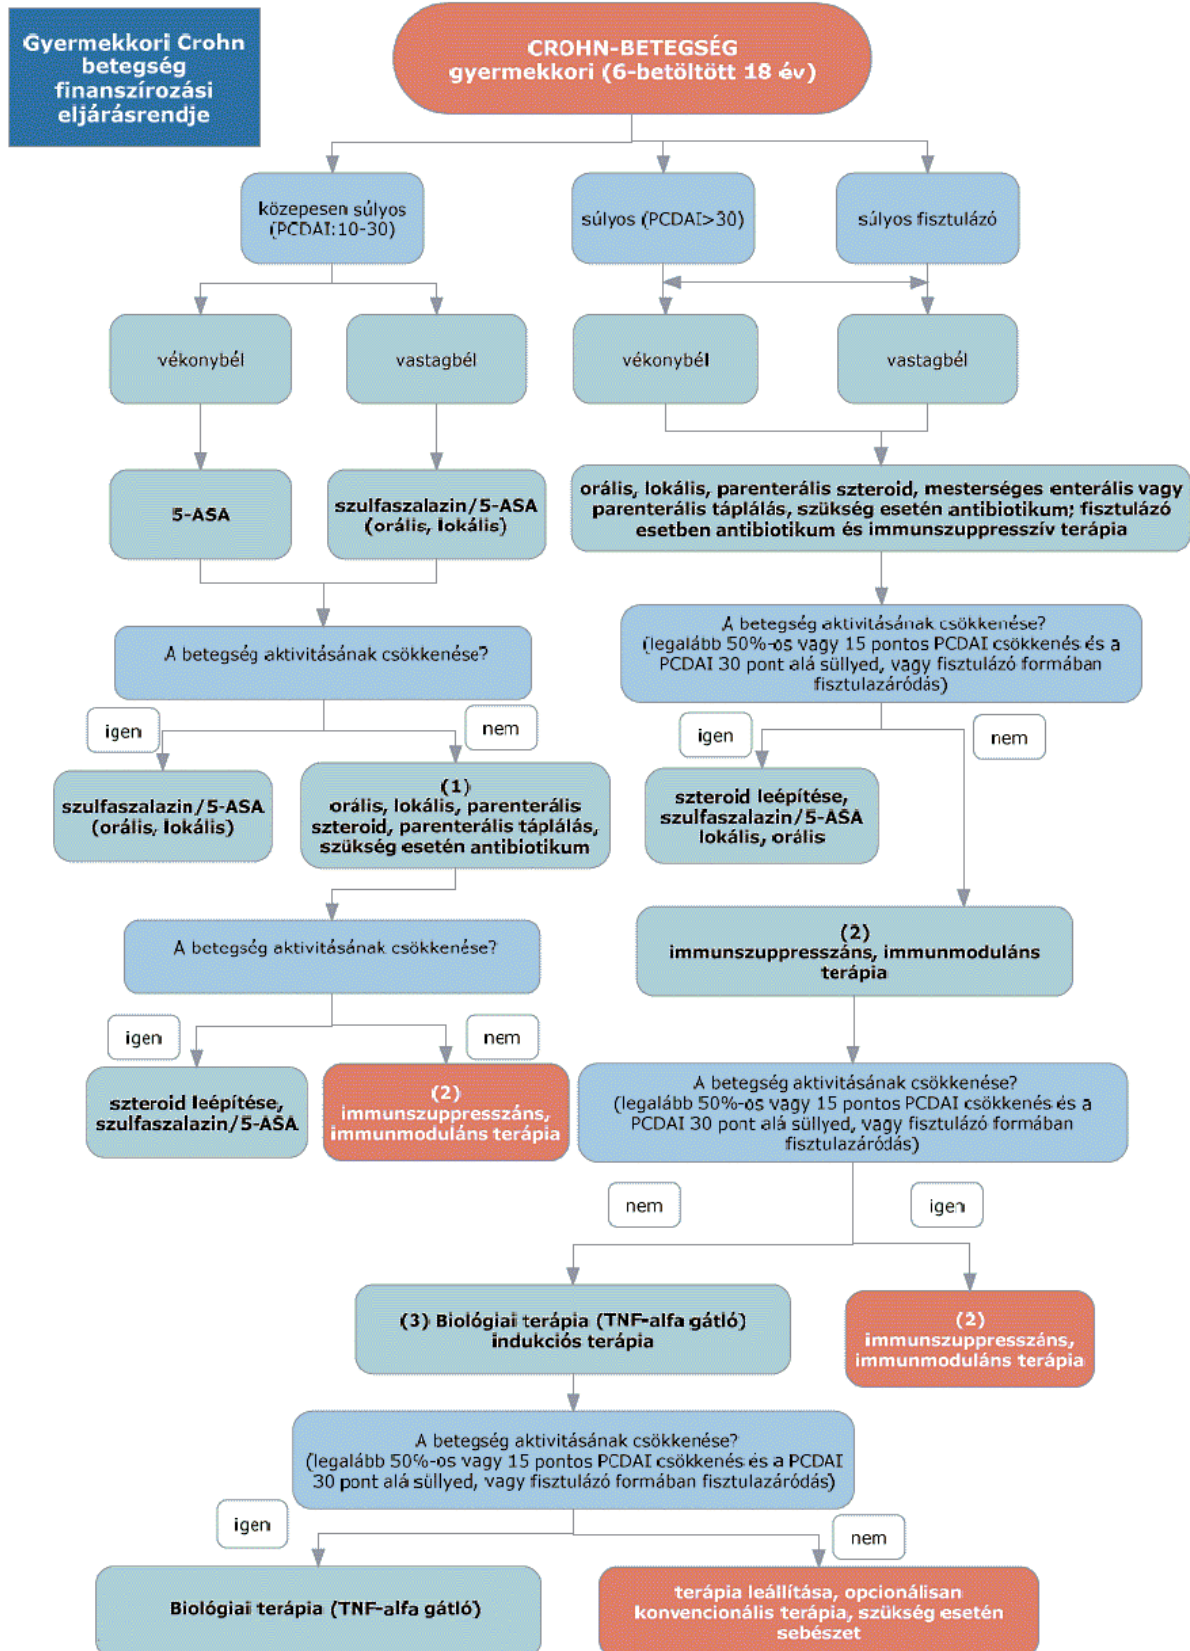 Gyermekkori Crohn
betegség
finanszírozási
eljárásrendje
CROHN-BETEGSÉG
gyermekkori (6-betöltött 18 év)
közepesen súlyos
(PCDAI:10-30)
súlyos (PCDAI>30)
súlyos fisztulázó
vékonybél
vastagbél
vékonybél
vastagbél
5-ASA
szulfaszalazin/5-ASA
(orális, lokális)
orális, lokális, parenterális szteroid, mesterséges enterális vagy
parenterális táplálás, szükség esetén antibiotikum; fisztulázó
esetben antibiotikum és immunszuppresszív terápia
A betegség aktivitásának csökkenése?
A betegség aktivitásának csökkenése?
(legalább 50%-os vagy 15 pontos PCDAI csökkenés és a
PCDAI 30 pont alá süllyed, vagy fisztulázó formában
fisztulazáródás)
igen
nem
igen
nem
szulfaszalazin/5-ASA
(orális, lokális)
(1)
orális, lokális, parenterális
szteroid, parenterális táplálás,
szükség esetén antibiotikum
szteroid leépítése,
szulfaszalazin/5-ASA
lokális, orális
A betegség aktivitásának csökkenése?
(2)
immunszuppresszáns, immunmoduláns
terápia
igen
nem
szteroid leépítése,
szulfaszalazin/5-ASA
(2)
immunszuppresszáns,
immunmoduláns terápia
A betegség aktivitásának csökkenése?
(legalább 50%-os vagy 15 pontos PCDAI csökkenés és a
PCDAI 30 pont alá süllyed, vagy fisztulázó formában
fisztulazáródás)
nem
igen
(3) Biológiai terápia (TNF-alfa gátló)
indukciós terápia
(2)
immunszuppresszáns,
immunmoduláns terápia
A betegség aktivitásának csökkenése?
(legalább 50%-os vagy 15 pontos PCDAI csökkenés és a PCDAI
30 pont alá süllyed, vagy fisztulázó formában fisztulazáródás)
igen
nem
Biológiai terápia (TNF-alfa gátló)
terápia leállítása, opcionálisan
konvencionális terápia, szükség esetén
sebészet